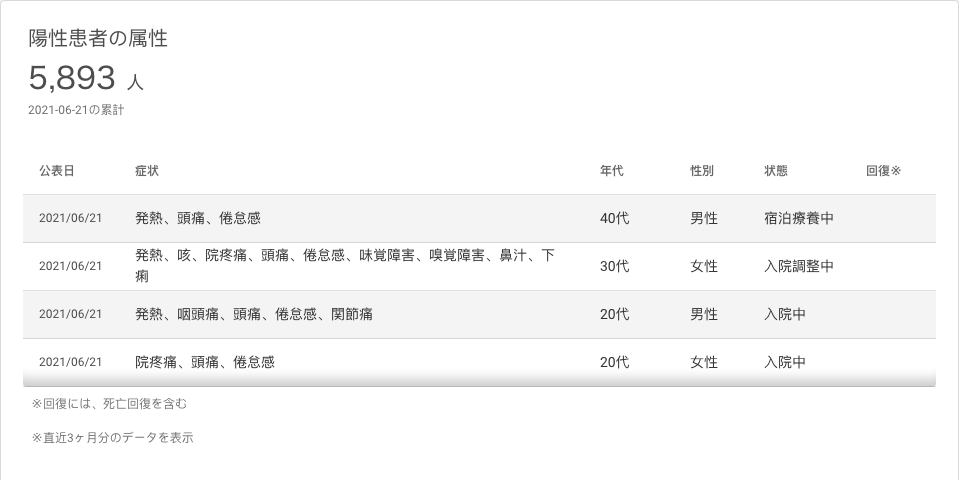 陽性患者の属性
5,893 人
2021-06-21の累計
公表日 症状 年代 性別 状態 回復※
2021/06/21 発熱、頭痛、倦怠感 40代 男性 宿泊療養中
2021/06/21 発熱、咳、院疼痛、頭痛、倦怠感、味覚障害、嗅覚障害、鼻汁、下
痢 30代 女性 入院調整中
2021/06/21 発熱、咽頭痛、頭痛、倦怠感、関節痛 20代 男性 入院中
2021/06/21 院疼痛、頭痛、倦怠感 20代 女性 入院中
※回復には、死亡回復を含む
※直近3ヶ月分のデータを表示